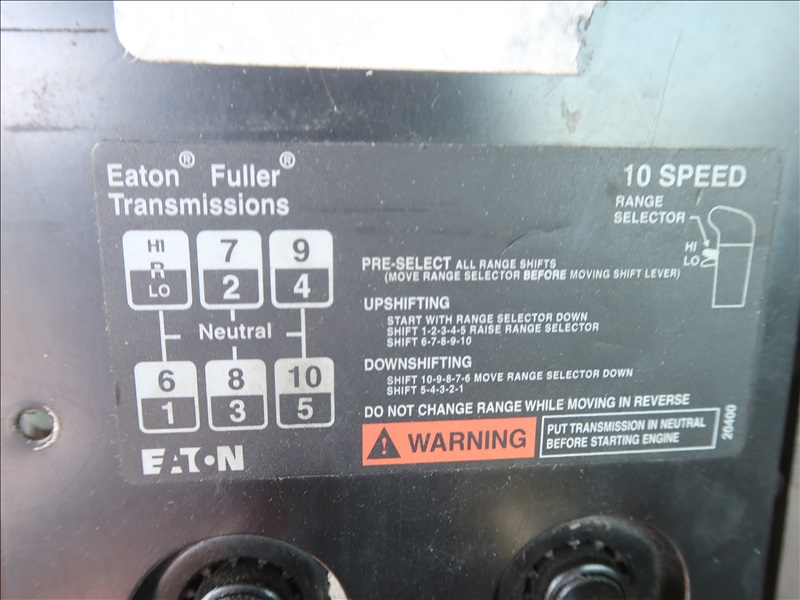 Eaton® Fuller®
Transmissions
10 SPEED
RANGE
SELECTOR
HI
LO
HI
R
LO
7
2
9
4
Neutral
6
1
8
3
10
5
EATON
PRE-SELECT ALL RANGE SHIFTS
(MOVE RANGE SELECTOR BEFORE MOVING SHIFT LEVER)
UPSHIFTING
START WITH RANGE SELECTOR DOWN
SHIFT 1-2-3-4-5 RAISE RANGE SELECTOR
SHIFT 6-7-8-9-10
DOWNSHIFTING
SHIFT 10-9-8-7-6 MOVE RANGE SELECTOR DOWN
SHIFT 5-4-3-2-1
DO NOT CHANGE RANGE WHILE MOVING IN REVERSE
WARNING
PUT TRANSMISSION IN NEUTRAL
BEFORE STARTING ENGINE
20400